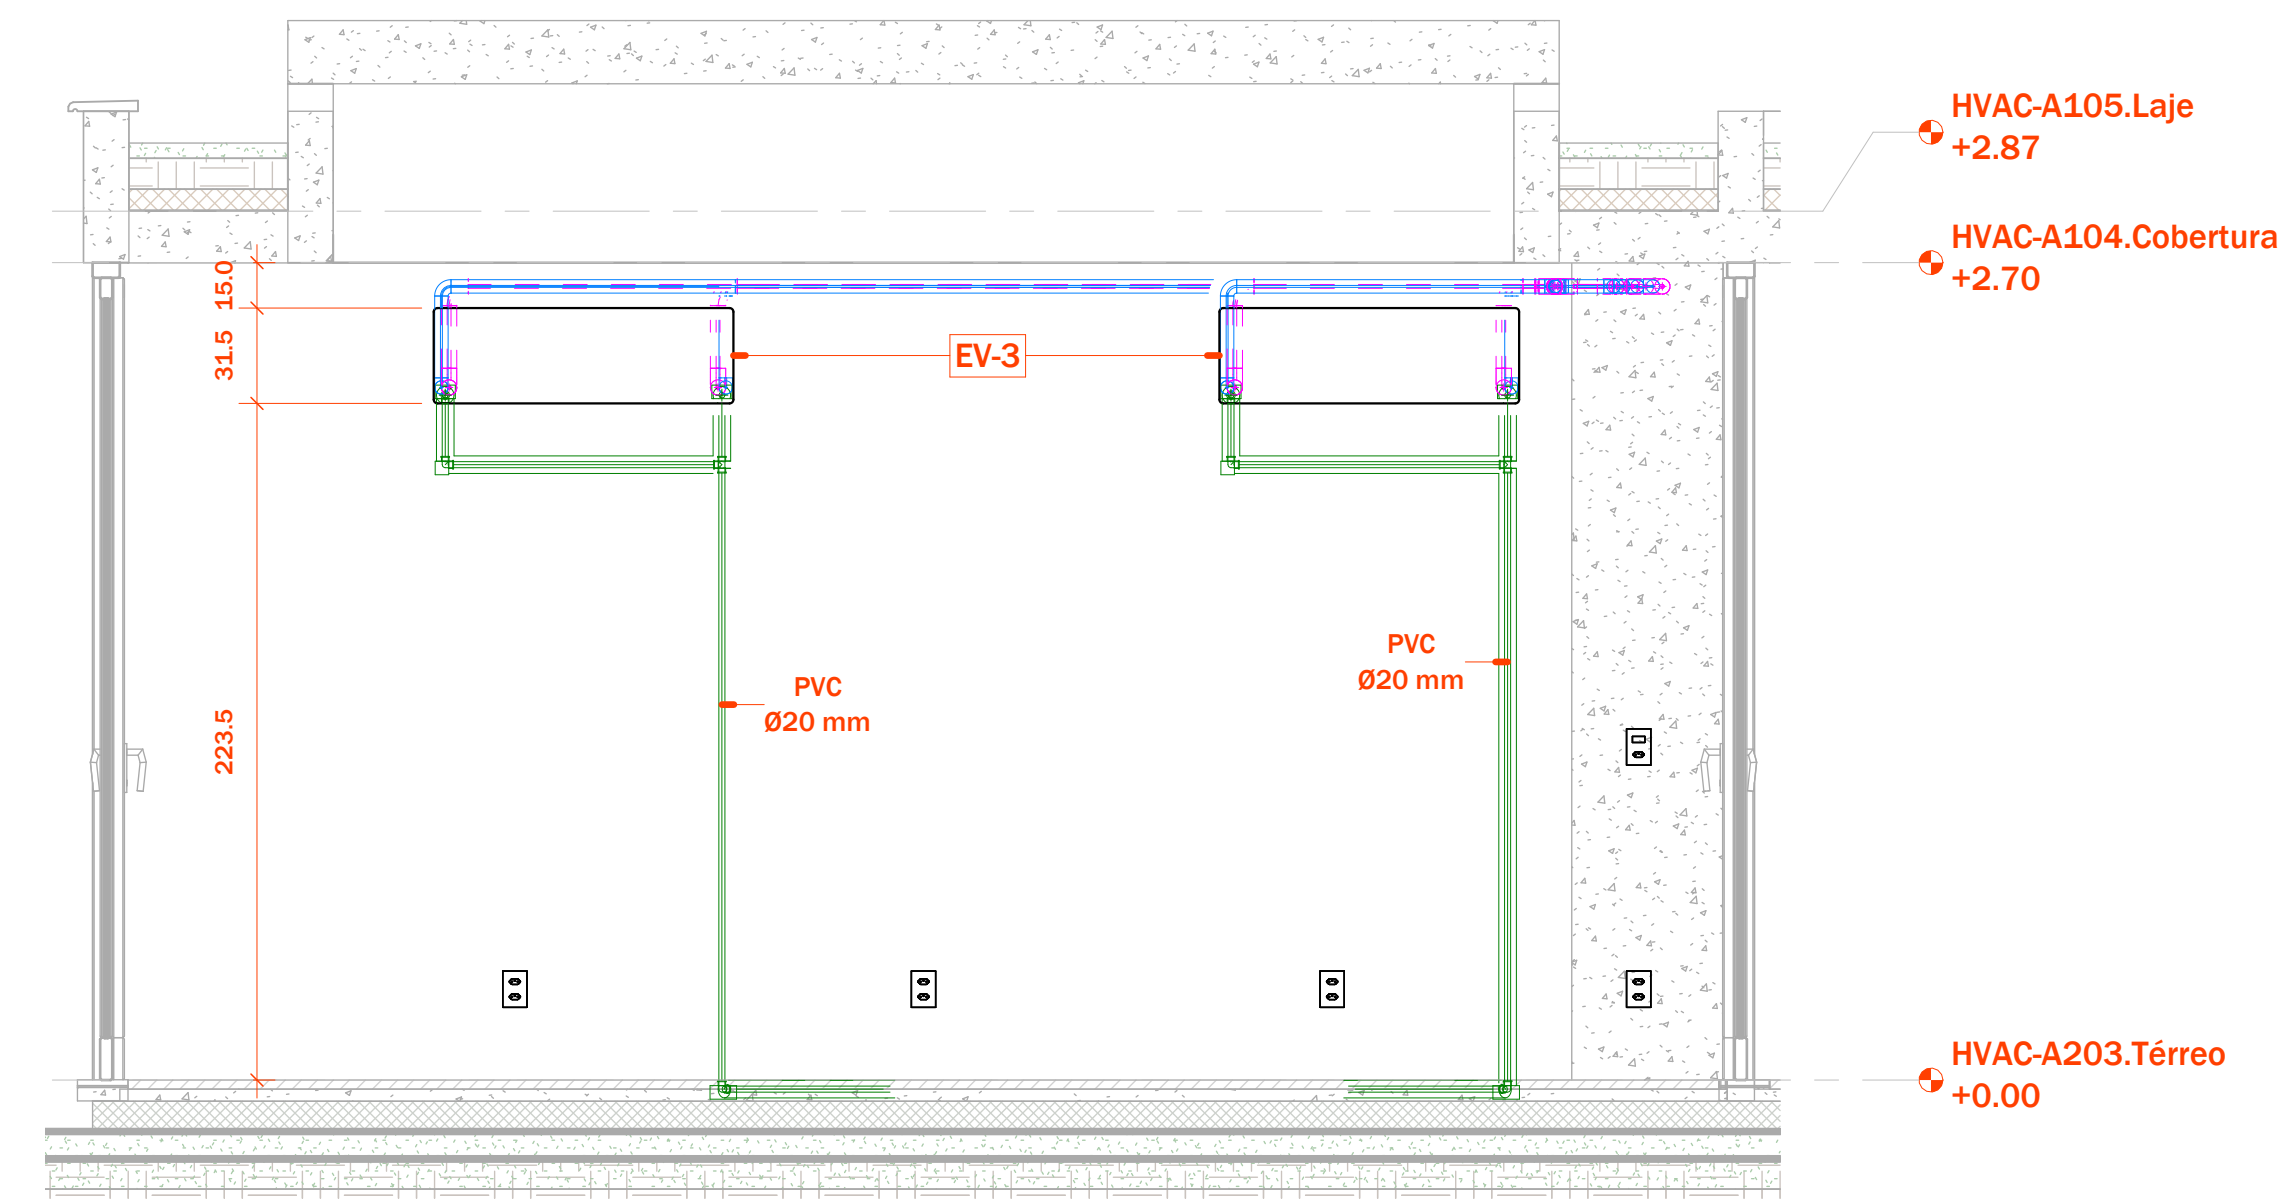 HVAC-A105.Laje
+2.87
HVAC-A104.Cobertura
+2.70
15.0
31.5
EV-3
PVC
Ø20 mm
PVC
Ø20 mm
223.5
HVAC-A203.Térreo
+0.00